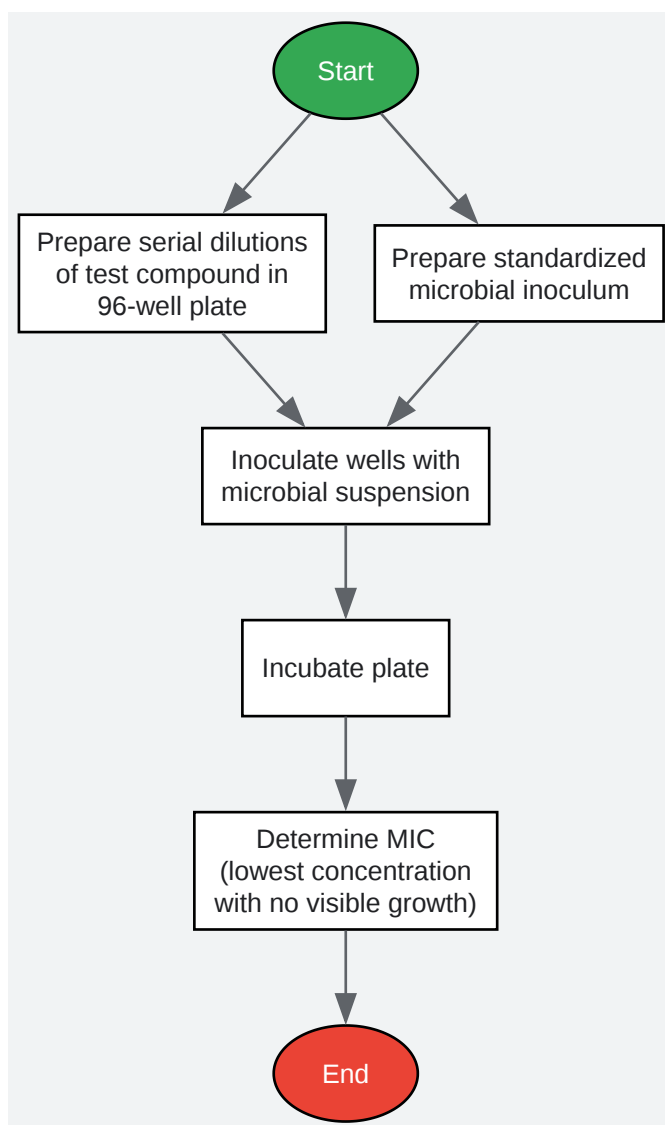 Start
Prepare serial dilutions
of test compound in
96-well plate
Prepare standardized
microbial inoculum
Inoculate wells with
microbial suspension
Incubate plate
Determine MIC
(lowest concentration
with no visible growth)
End